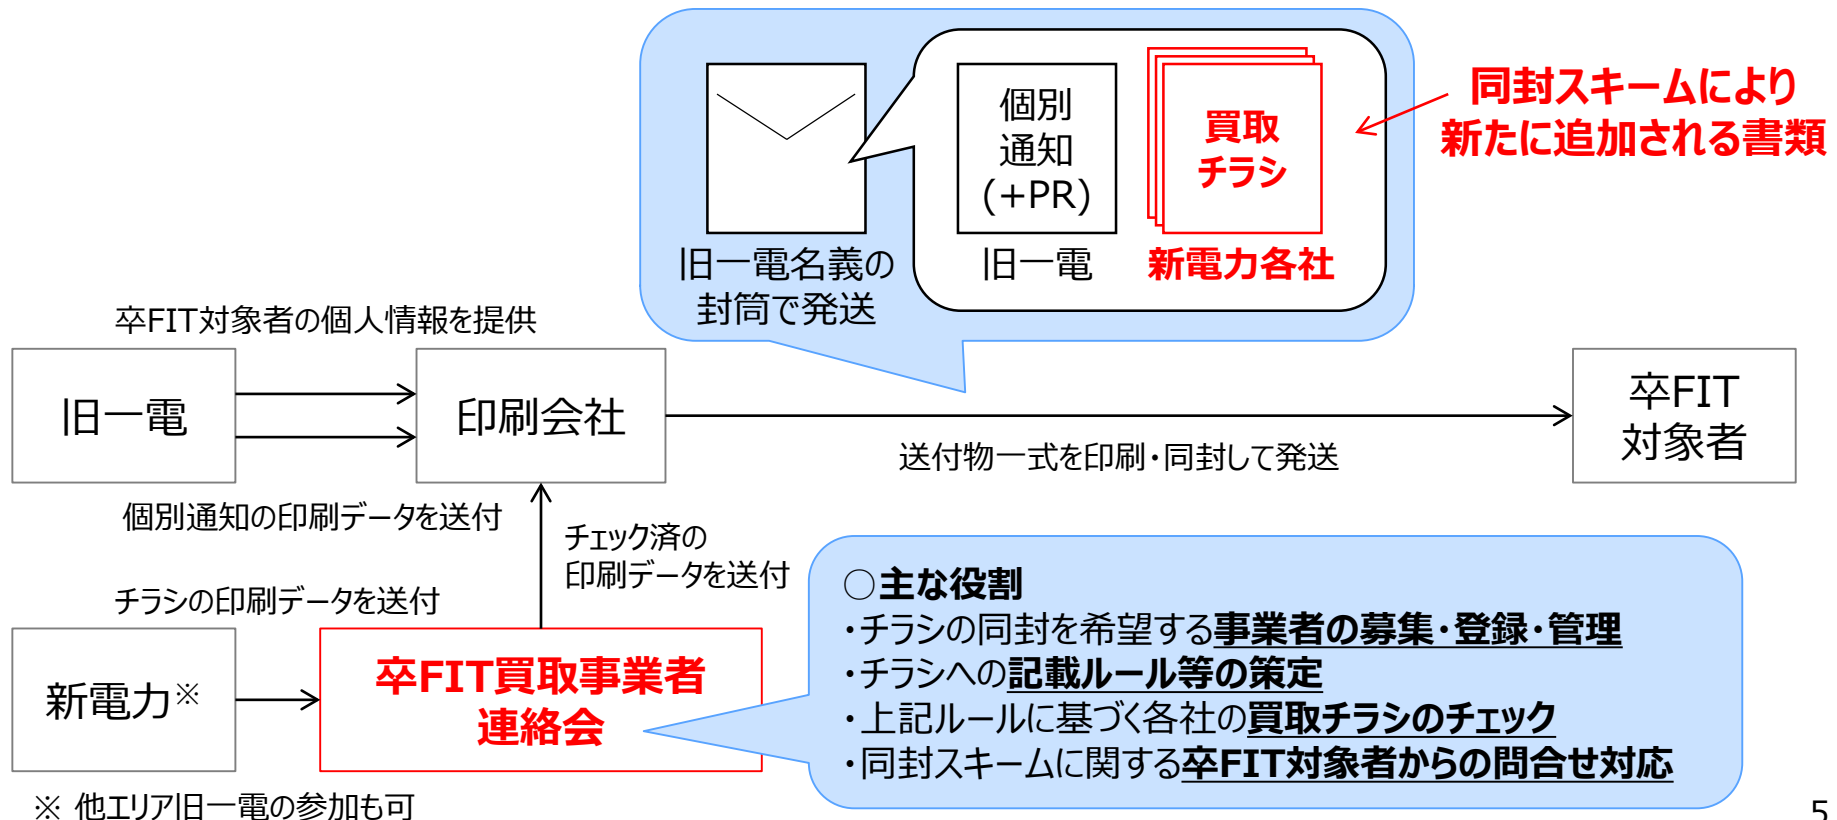 個別
通知
(+PR)
旧一電
買取
チラシ
新電力各社
同封スキームにより
新たに追加される書類
旧一電名義の
封筒で発送
卒FIT対象者の個人情報を提供
旧一電
印刷会社
卒FIT
対象者
送付物一式を印刷・同封して発送
個別通知の印刷データを送付
チェック済の
印刷データを送付
チラシの印刷データを送付
新電力※
卒FIT買取事業者
連絡会
○主な役割
・チラシの同封を希望する事業者の募集・登録・管理
・チラシへの記載ルール等の策定
・上記ルールに基づく各社の買取チラシのチェック
・同封スキームに関する卒FIT対象者からの問合せ対応
※ 他エリア旧一電の参加も可
5